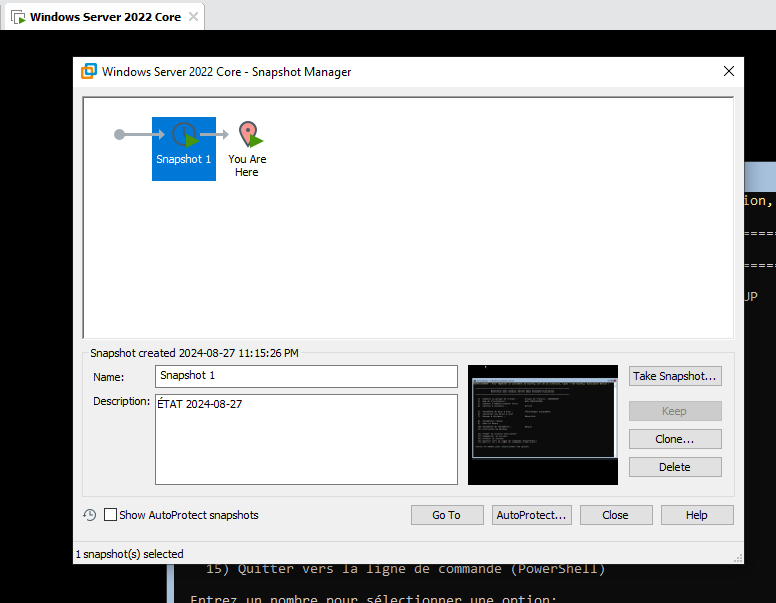 Windows Server 2022 Core
Windows Server 2022 Core - Snapshot Manager
Snapshot 1
You Are
Here
ion,
====
====
UP
Snapshot created 2024-08-27 11:15:26 PM
Name:
Snapshot 1
Take Snapshot...
Description:
ÉTAT 2024-08-27
Keep
Clone...
Delete
Show AutoProtect snapshots
Go To
AutoProtect...
Close
Help
1 snapshot(s) selected
15) Quitter vers la ligne de commande (PowerShell)
Entrez un nombre pour sélectionner une option: